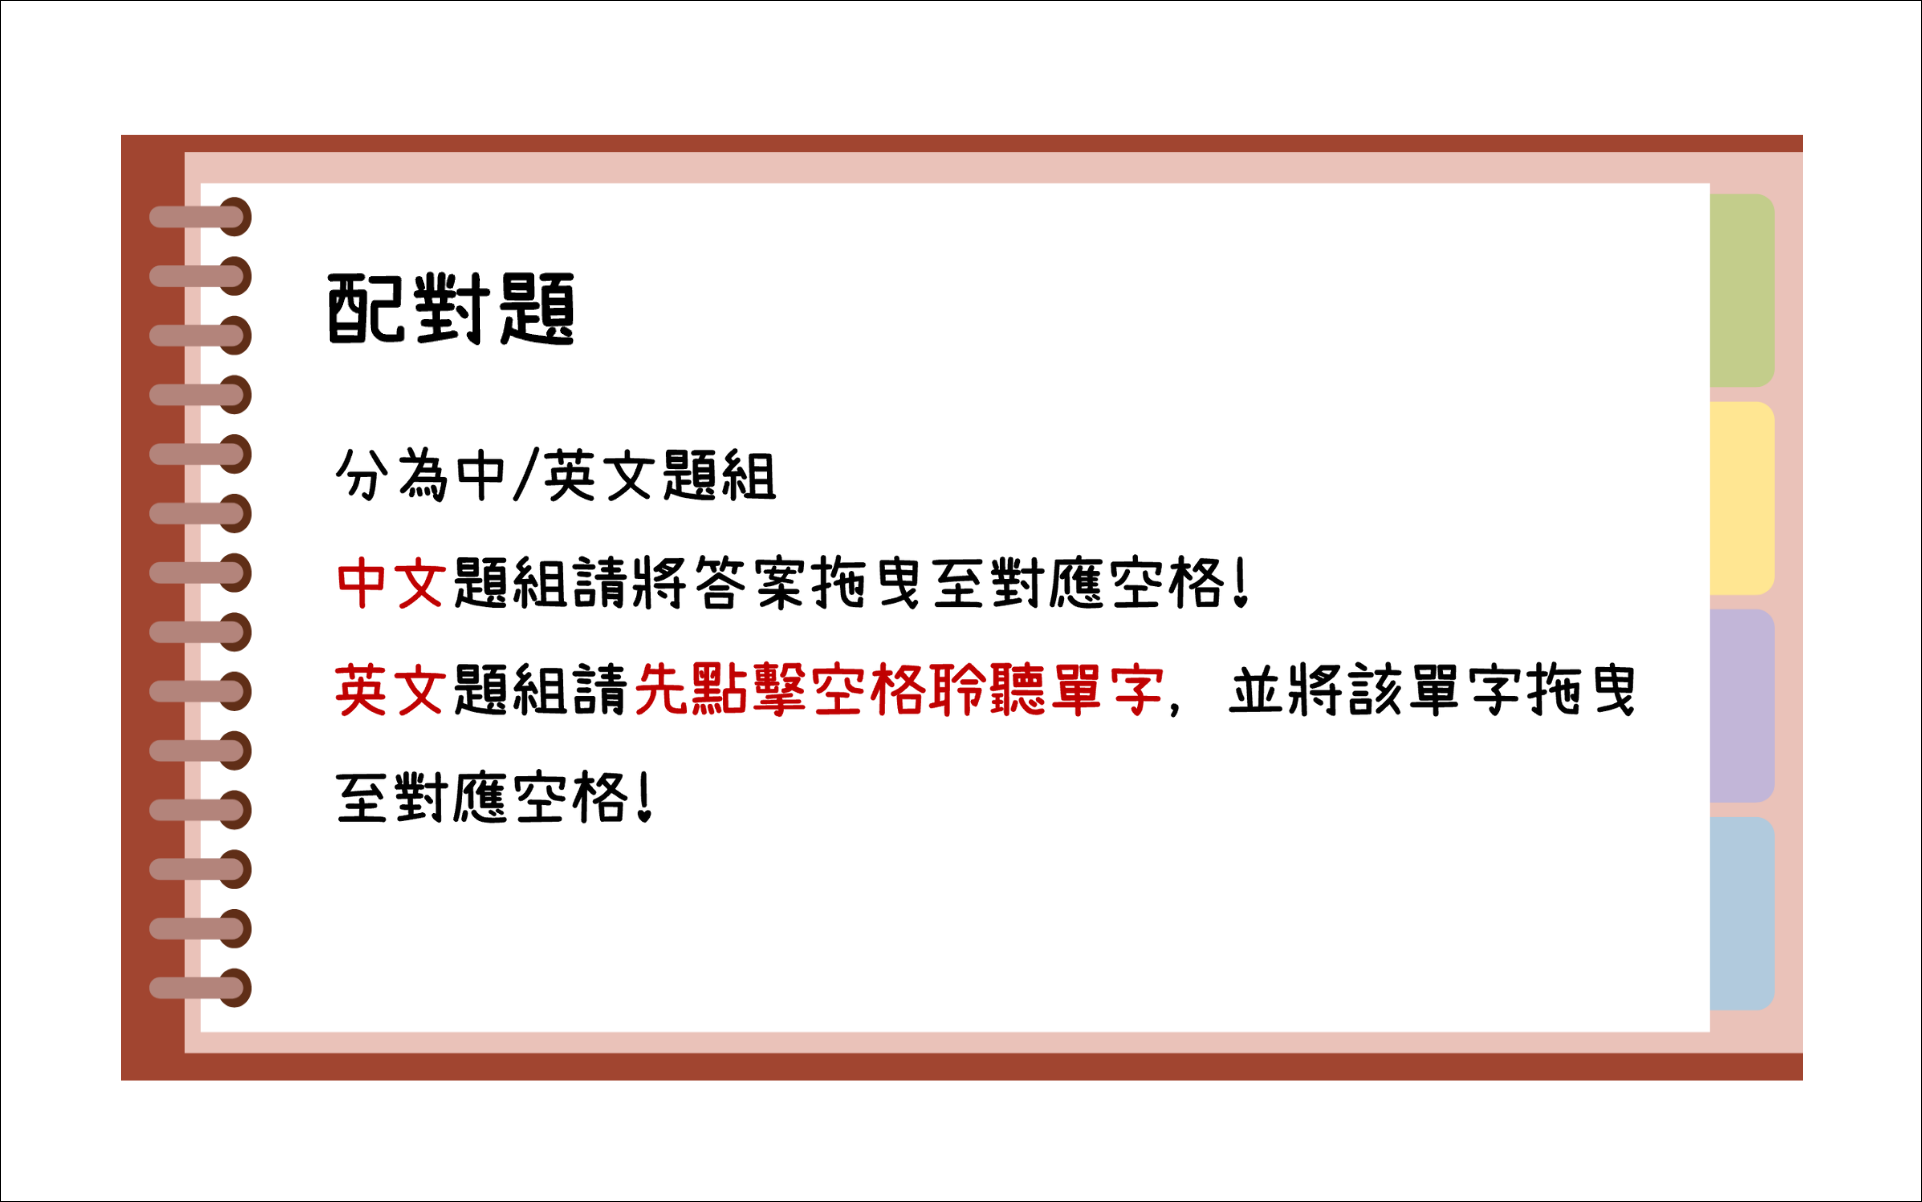 配對題
分為中/英文題組
中文題組請將答案拖曳至對應空格!
英文題組請先點擊空格聆聽單字,並將該單字拖曳
至對應空格!